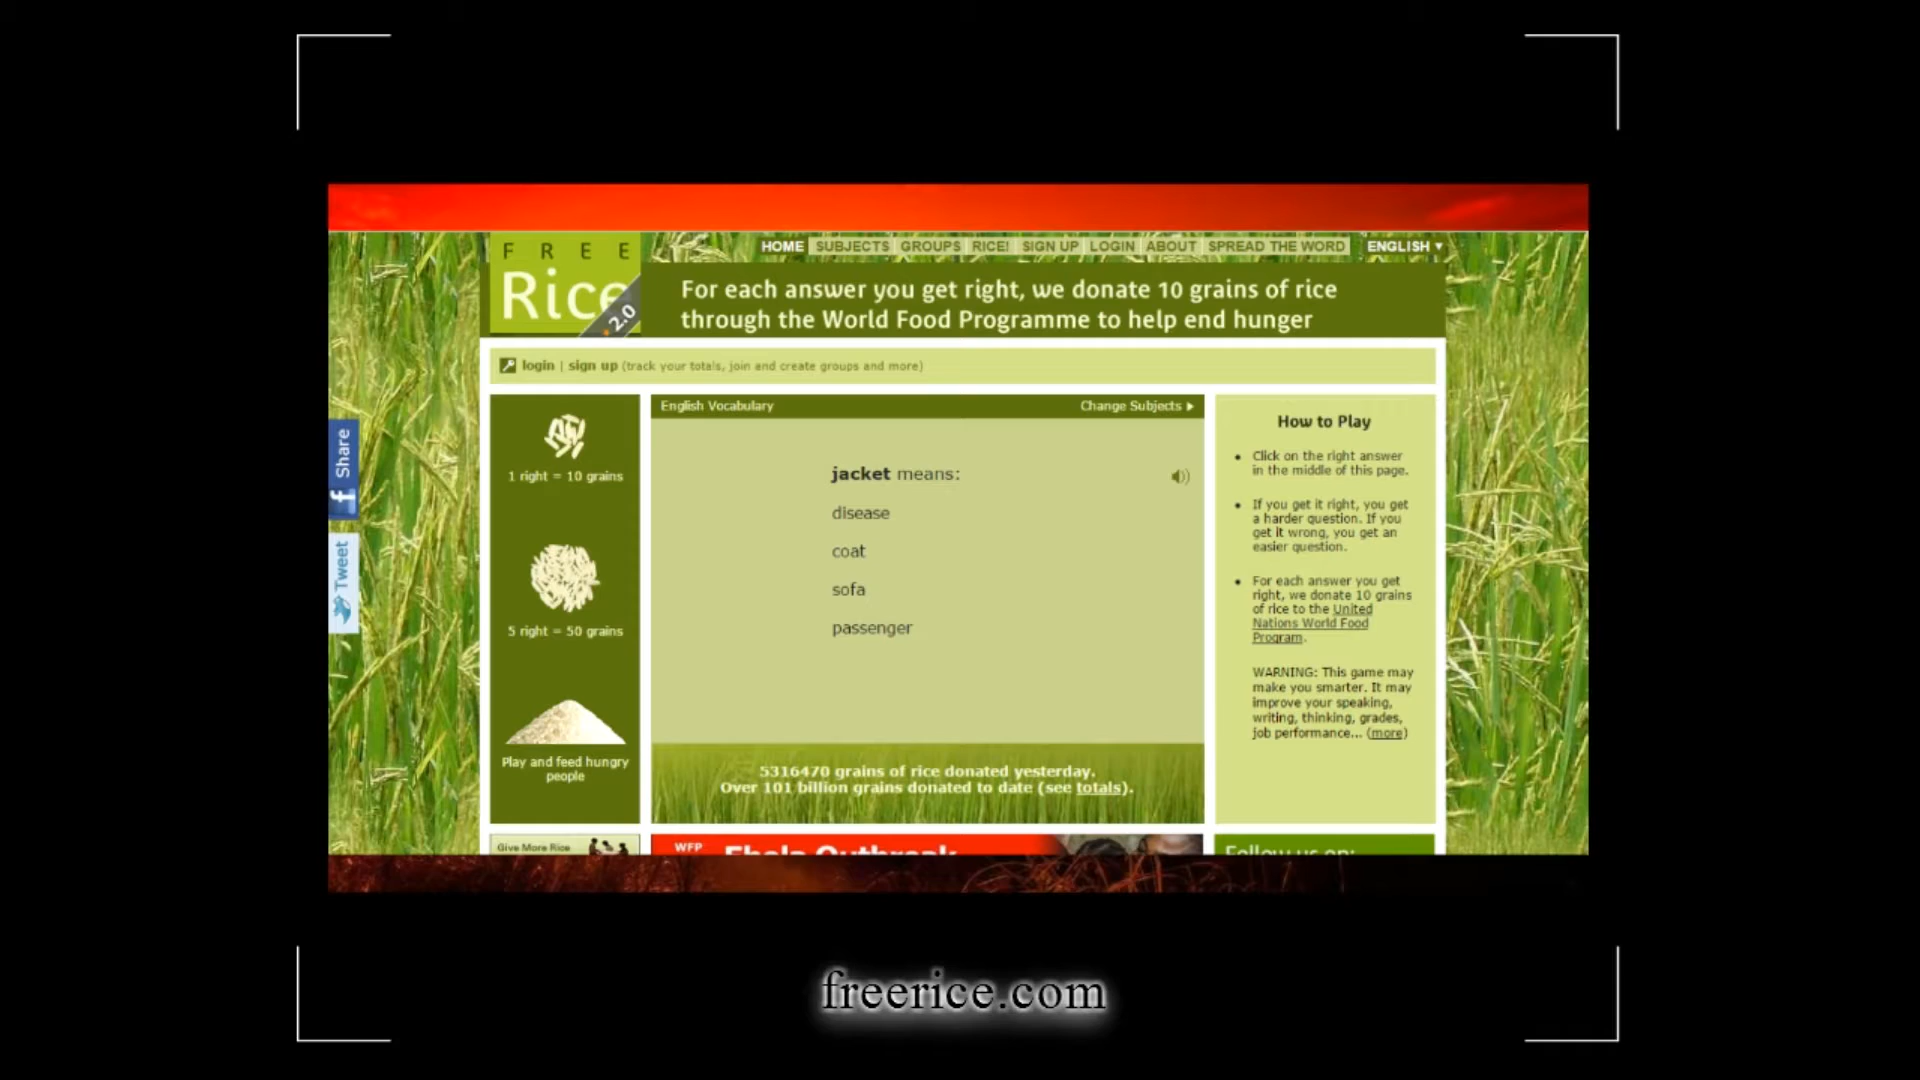 FREE
Rice
2.0
HOME SUBJECTS GROUPS RICE! SIGN UP LOGIN ABOUT SPREAD THE WORD ENGLISH
For each answer you get right, we donate 10 grains of rice
through the World Food Programme to help end hunger
login | sign up (track your totals, join and create groups and more)
Share
Tweet
1 right = 10 grains
5 right = 50 grains
Play and feed hungry
people
English Vocabulary
Change Subjects
jacket means:
disease
coat
sofa
passenger
5316470 grains of rice donated yesterday.
Over 101 billion grains donated to date (see totals).
How to Play
• Click on the right answer
in the middle of this page.
• If you get it right, you get
a harder question. If you
get it wrong, you get an
easier question.
• For each answer you get
right, we donate 10 grains
of rice to the United
Nations World Food
Program.
WARNING: This game may
make you smarter. It may
improve your speaking,
writing, thinking, grades,
job performance... (more)
Give More Rice
WFP
Ebola Outbreak
Follow us on:
freerice.com